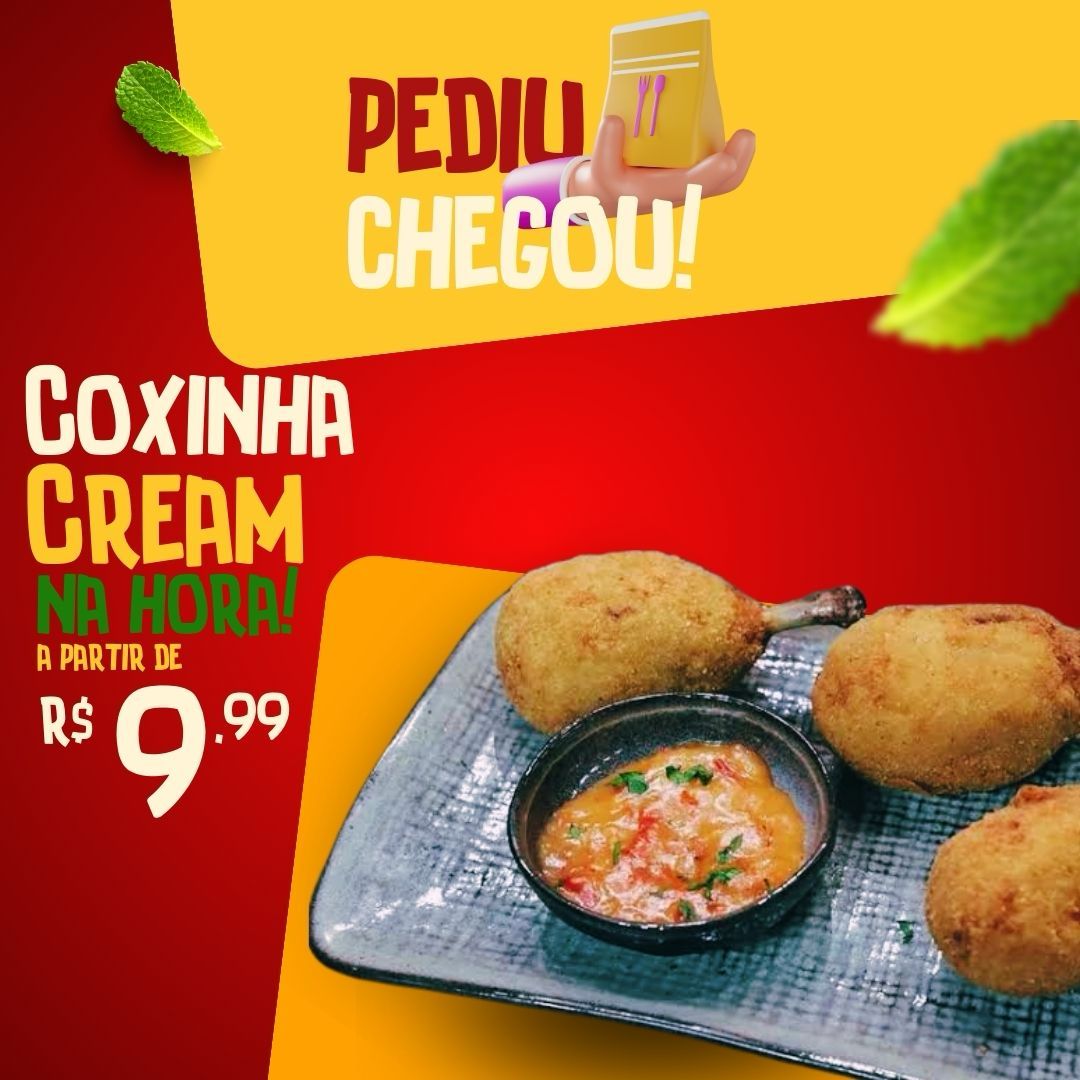 PEDIU
CHEGOU!
COXINHA
CREAM
NA HORA!
A PARTIR DE
R$ 9,99